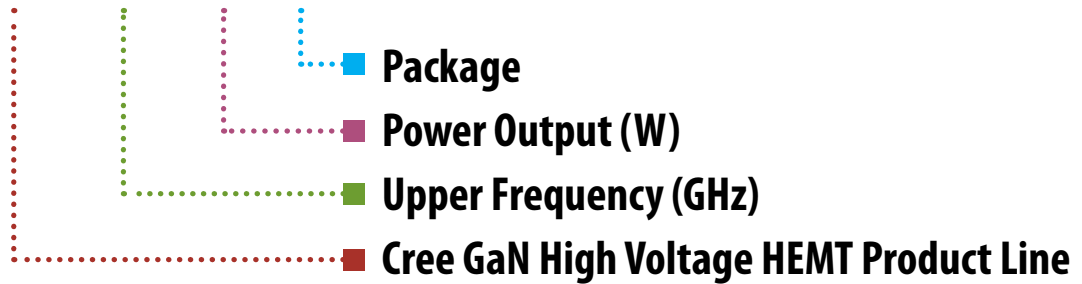 Package
Power Output (W)
Upper Frequency (GHz)
Cree GaN High Voltage HEMT Product Line